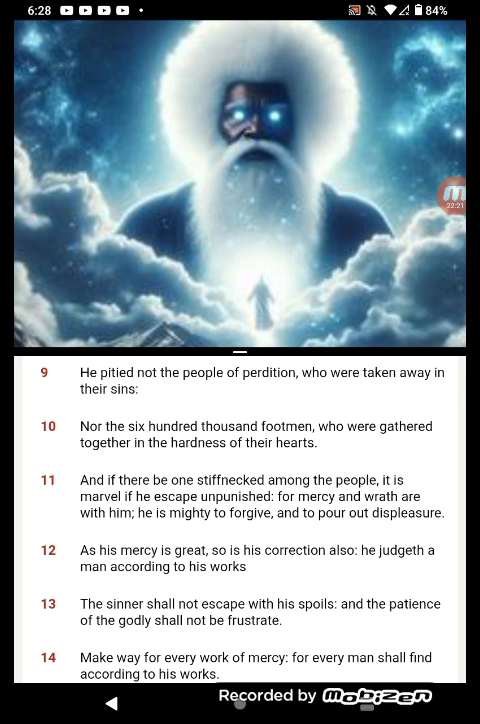 6:28
84%
22:21
9 He pitied not the people of perdition, who were taken away in
their sins:
10 Nor the six hundred thousand footmen, who were gathered
together in the hardness of their hearts.
11 And if there be one stiffnecked among the people, it is
marvel if he escape unpunished: for mercy and wrath are
with him; he is mighty to forgive, and to pour out displeasure.
12 As his mercy is great, so is his correction also: he judgeth a
man according to his works
13 The sinner shall not escape with his spoils: and the patience
of the godly shall not be frustrate.
14 Make way for every work of mercy: for every man shall find
according to his works.
Recorded by Mobizen